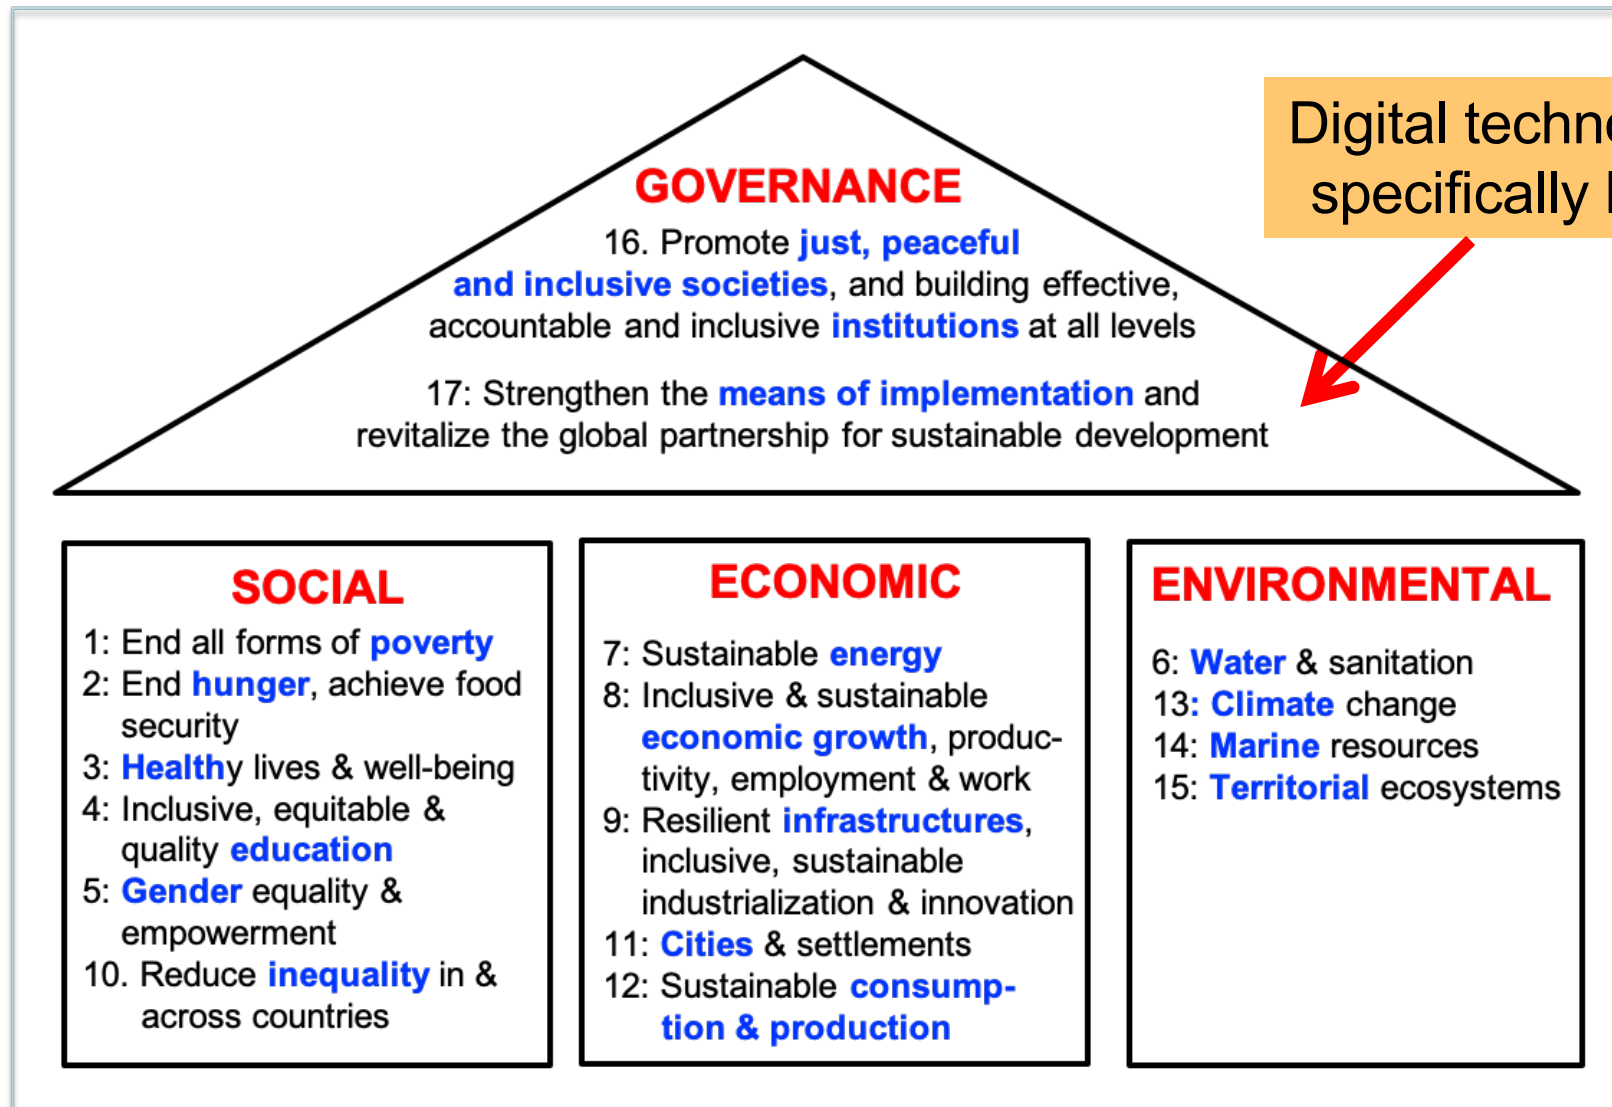 Digital techn
specifically
GOVERNANCE
16. Promote just, peaceful
and inclusive societies, and building effective,
accountable and inclusive institutions at all levels
17: Strengthen the means of implementation and
revitalize the global partnership for sustainable development
SOCIAL
1: End all forms of poverty
2: End hunger, achieve food
security
3: Healthy lives & well-being
4: Inclusive, equitable &
quality education
5: Gender equality &
empowerment
10. Reduce inequality in &
across countries
ECONOMIC
7: Sustainable energy
8: Inclusive & sustainable
economic growth, produc-
tivity, employment & work
9: Resilient infrastructures,
inclusive, sustainable
industrialization & innovation
11: Cities & settlements
12: Sustainable consump-
tion & production
ENVIRONMENTAL
6: Water & sanitation
13: Climate change
14: Marine resources
15: Territorial ecosystems